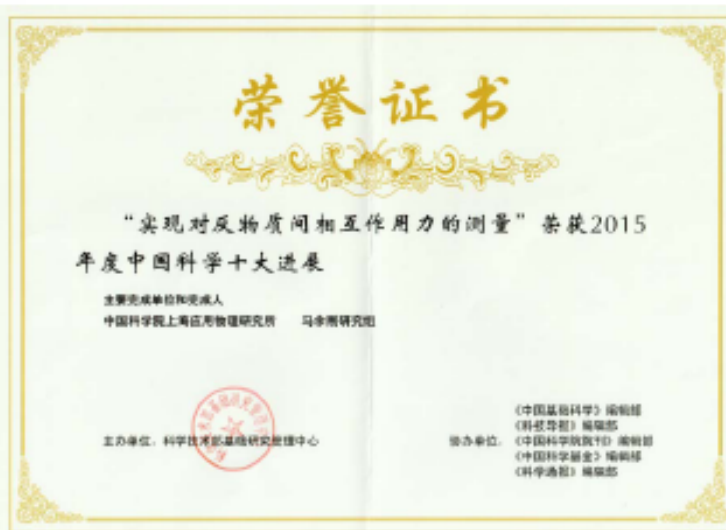 荣誉证书
“实现对反物质间相互作用力的测量”荣获2015
年度中国科学十大进展
主要完成单位和完成人
中国科学院上海应用物理研究所 马余刚研究组
主办单位：科学技术部基础研究管理中心
协办单位：
《中国基础科学》编辑部
《科技导报》编辑部
《中国科学院院刊》编辑部
《中国科学基金》编辑部
《科学通报》编辑部